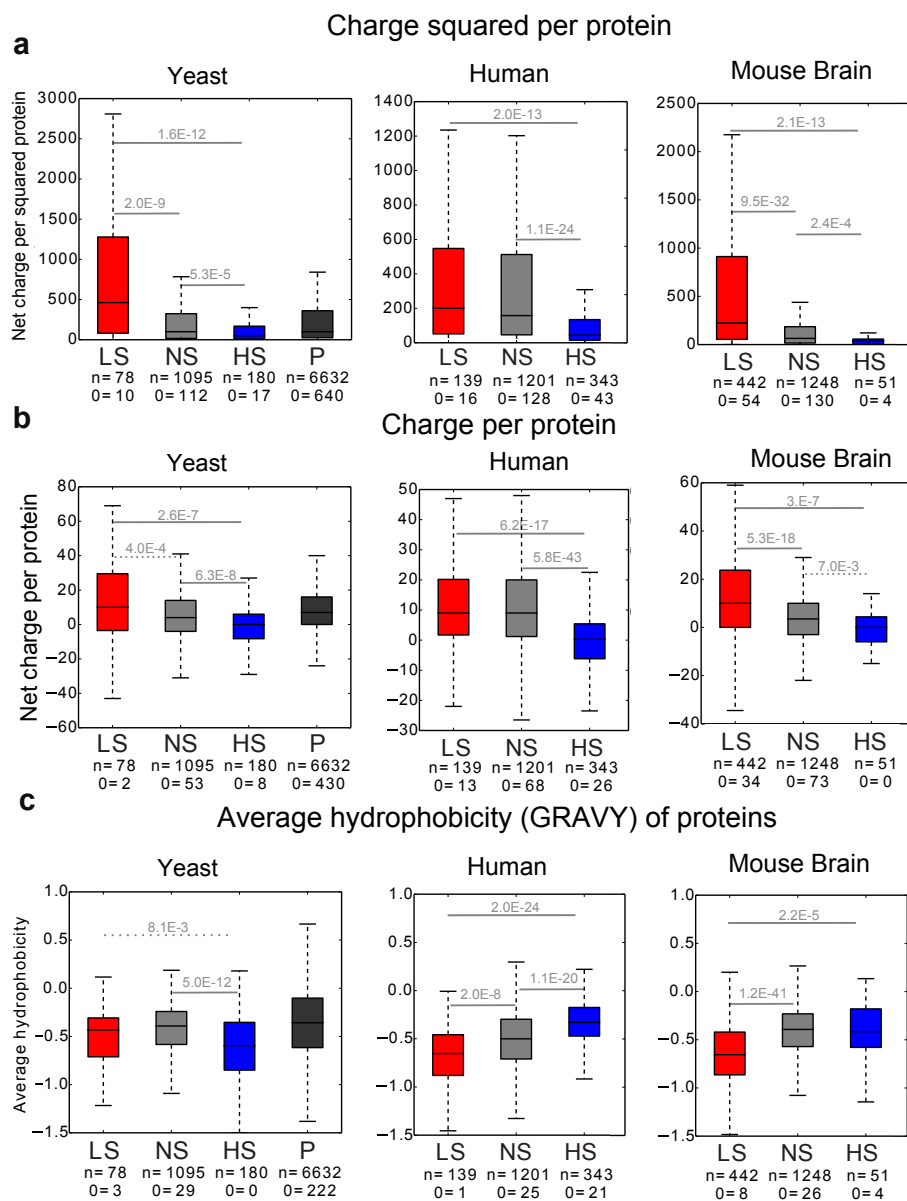 Charge squared per protein
a
Yeast
Human
Mouse Brain
Net charge per squared protein
3000
2500
2000
1500
1000
500
0
1.6E-12
2.0E-9
5.3E-5
LS NS HS P
n= 78 n= 1095 n= 180 n= 6632
0= 10 0= 112 0= 17 0= 640
1400
1200
1000
800
600
400
200
0
2.0E-13
1.1E-24
LS NS HS
n= 139 n= 1201 n= 343
0= 16 0= 128 0= 43
2500
2000
1500
1000
500
0
2.1E-13
9.5E-32
2.4E-4
LS NS HS
n= 442 n= 1248 n= 51
0= 54 0= 130 0= 4
b
Charge per protein
Yeast
Human
Mouse Brain
Net charge per protein
80
60
40
20
0
−20
−40
−60
2.6E-7
4.0E-4
6.3E-8
LS NS HS P
n= 78 n= 1095 n= 180 n= 6632
0= 2 0= 53 0= 8 0= 430
50
40
30
20
10
0
−10
−20
−30
6.2E-17
5.8E-43
LS NS HS
n= 139 n= 1201 n= 343
0= 13 0= 68 0= 26
60
40
20
0
−20
−40
3.E-7
5.3E-18
7.0E-3
LS NS HS
n= 442 n= 1248 n= 51
0= 34 0= 73 0= 0
c
Average hydrophobicity (GRAVY) of proteins
Yeast
Human
Mouse Brain
Average hydrophobicity
1.0
0.5
0.0
−0.5
−1.0
−1.5
8.1E-3
5.0E-12
LS NS HS P
n= 78 n= 1095 n= 180 n= 6632
0= 3 0= 29 0= 0 0= 222
1.0
0.5
0.0
−0.5
−1.0
−1.5
2.0E-24
2.0E-8
1.1E-20
LS NS HS
n= 139 n= 1201 n= 343
0= 1 0= 25 0= 21
1.0
0.5
0.0
−0.5
−1.0
−1.5
2.2E-5
1.2E-41
LS NS HS
n= 442 n= 1248 n= 51
0= 8 0= 26 0= 4